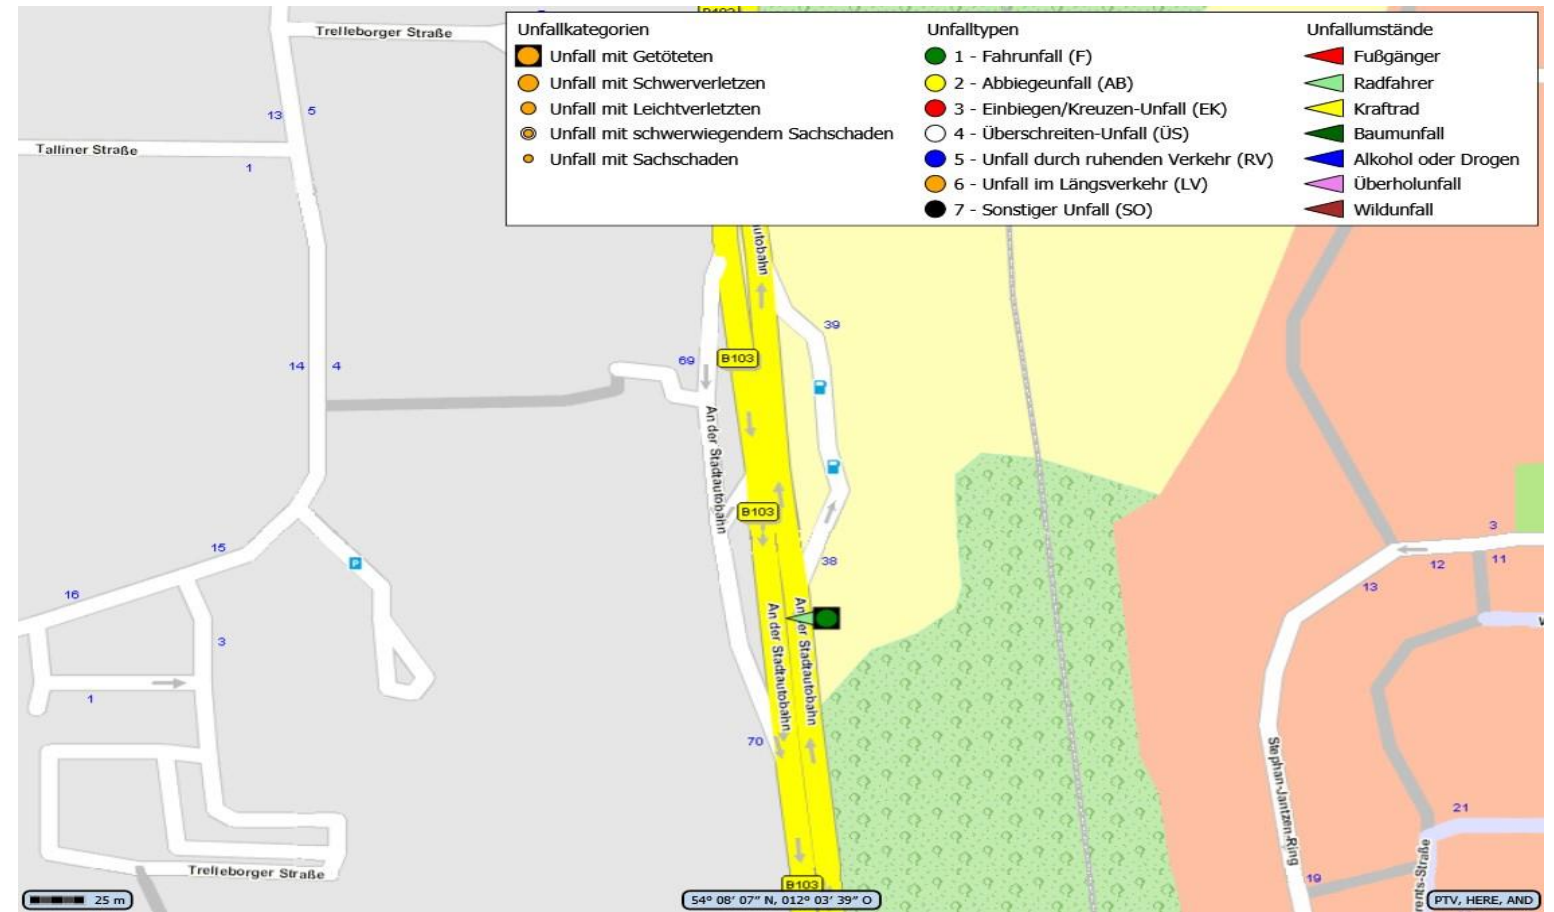 B103
Trelleborger Straße
Unfallkategorien
Unfall mit Getöteten
Unfall mit Schwerverletzen
Unfall mit Leichtverletzten
Unfall mit schwerwiegendem Sachschaden
Unfall mit Sachschaden
Unfalltypen
1 - Fahrunfall (F)
2 - Abbiegeunfall (AB)
3 - Einbiegen/Kreuzen-Unfall (EK)
4 - Überschreiten-Unfall (ÜS)
5 - Unfall durch ruhenden Verkehr (RV)
6 - Unfall im Längsverkehr (LV)
7 - Sonstiger Unfall (SO)
Unfallumstände
Fußgänger
Radfahrer
Kraftrad
Baumunfall
Alkohol oder Drogen
Überholunfall
Wildunfall
13
5
Talliner Straße
1
utobahn
39
69
B103
14
4
An der Stadtautobahn
B103
38
15
P
16
3
1
An der Stadtautobahn
An der Stadtautobahn
70
3
12
11
13
Stephan-Jantzen-Ring
21
19
rents-Straße
Trelleborger Straße
B103
25 m
54° 08' 07" N, 012° 03' 39" O
PTV, HERE, AND